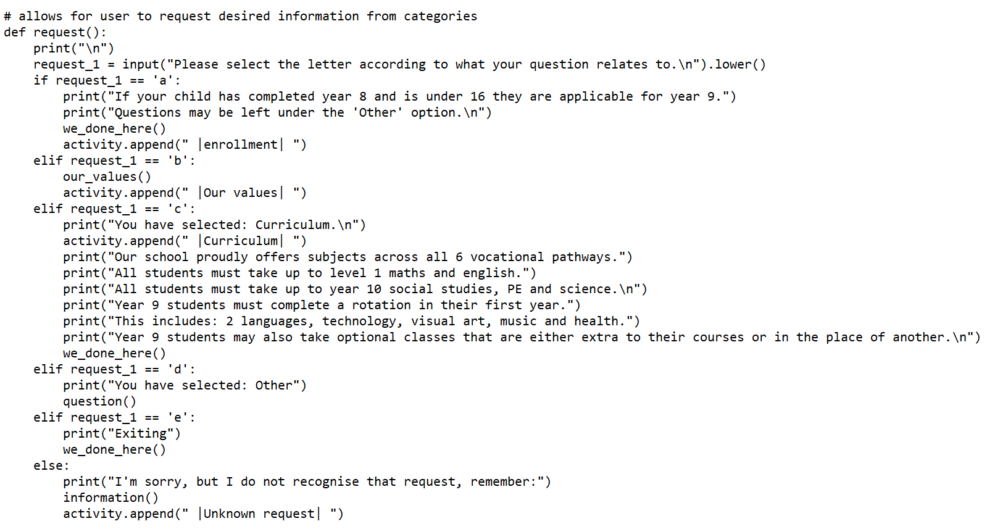 # allows for user to request desired information from categories
def request():
    print("\n")
    request_1 = input("Please select the letter according to what your question relates to.\n").lower()
    if request_1 == 'a':
        print("If your child has completed year 8 and is under 16 they are applicable for year 9.")
        print("Questions may be left under the 'Other' option.\n")
        we_done_here()
        activity.append(" |enrollment| ")
    elif request_1 == 'b':
        our_values()
        activity.append(" |Our values| ")
    elif request_1 == 'c':
        print("You have selected: Curriculum.\n")
        activity.append(" |Curriculum| ")
        print("Our school proudly offers subjects across all 6 vocational pathways.")
        print("All students must take up to level 1 maths and english.")
        print("All students must take up to year 10 social studies, PE and science.\n")
        print("Year 9 students must complete a rotation in their first year.")
        print("This includes: 2 languages, technology, visual art, music and health.")
        print("Year 9 students may also take optional classes that are either extra to their courses or in the place of another.\n")
        we_done_here()
    elif request_1 == 'd':
        print("You have selected: Other")
        question()
    elif request_1 == 'e':
        print("Exiting")
        we_done_here()
    else:
        print("I'm sorry, but I do not recognise that request, remember:")
        information()
        activity.append(" |Unknown request| ")